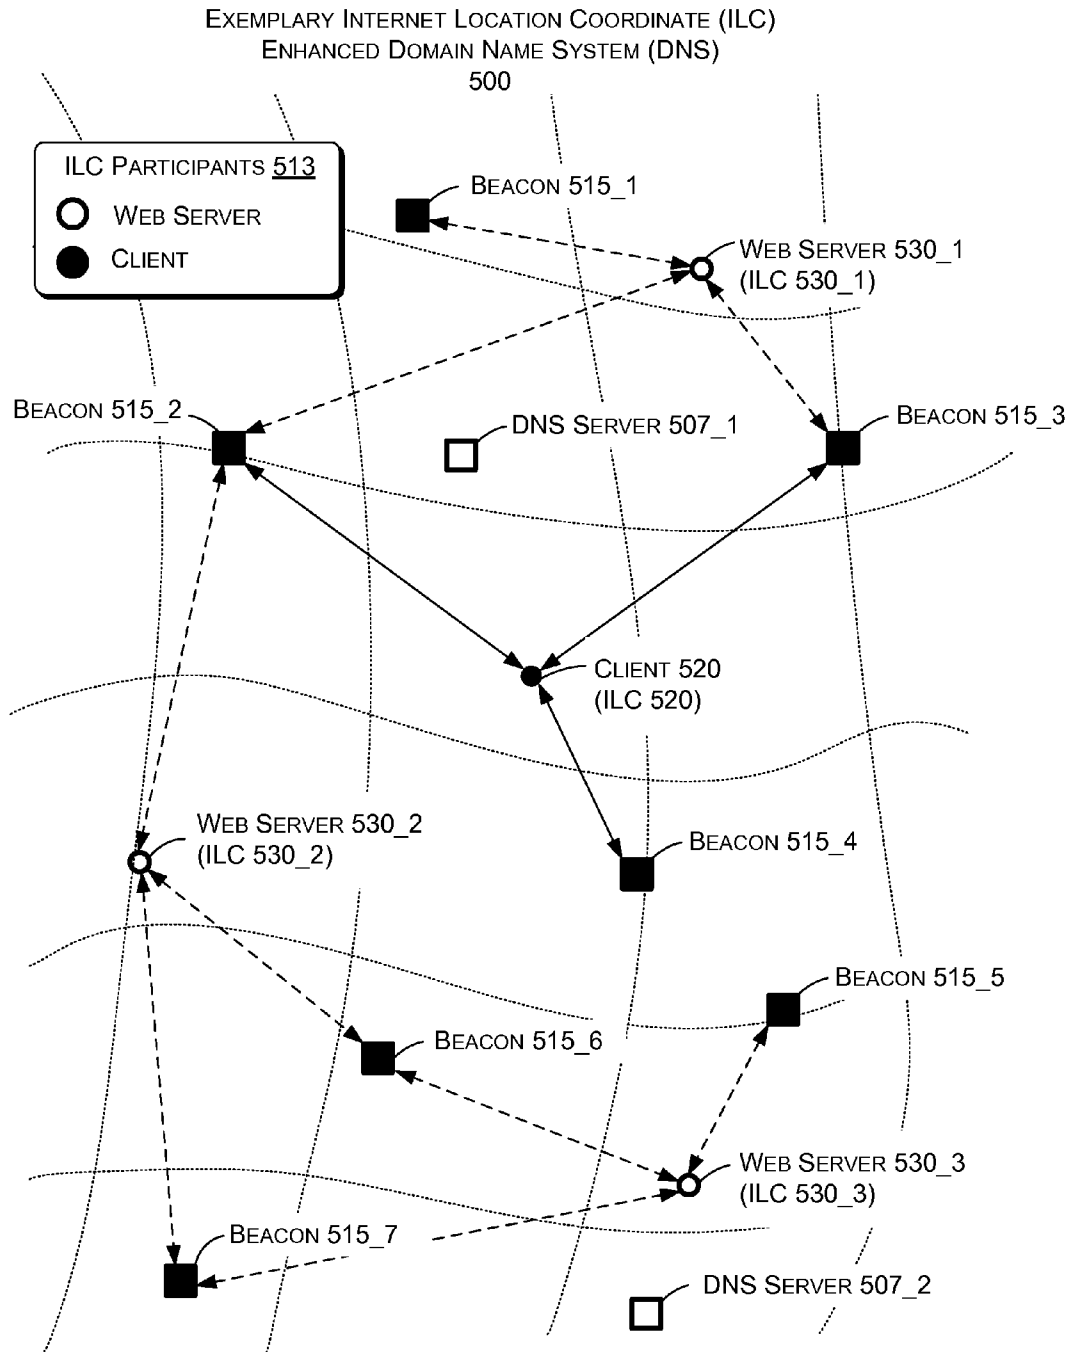 EXEMPLARY INTERNET LOCATION COORDINATE (ILC)
ENHANCED DOMAIN NAME SYSTEM (DNS)
500
ILC PARTICIPANTS 513
WEB SERVER
CLIENT
BEACON 515_1
WEB SERVER 530_1
(ILC 530_1)
BEACON 515_2
DNS SERVER 507_1
BEACON 515_3
CLIENT 520
(ILC 520)
WEB SERVER 530_2
(ILC 530_2)
BEACON 515_4
BEACON 515_5
BEACON 515_6
WEB SERVER 530_3
(ILC 530_3)
BEACON 515_7
DNS SERVER 507_2